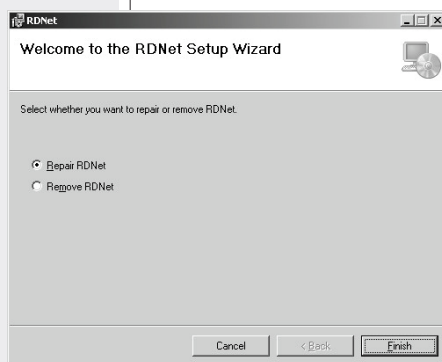 RDNet
Welcome to the RDNet Setup Wizard
Select whether you want to repair or remove RDNet.
Repair RDNet
Remove RDNet
Cancel
< Back
Finish